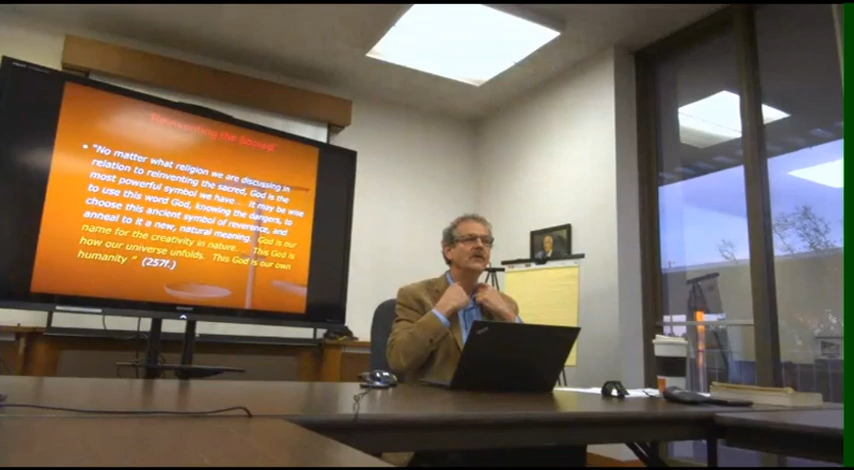 "Reinventing the Sacred"
• "No matter what religion we are discussing in
relation to reinventing the sacred, God is the
most powerful symbol we have... It may be wise
to use this word God, knowing the dangers, to
choose this ancient symbol of reverence, and
anneal to it a new, natural meaning. God is our
name for the creativity in nature... This God is
how our universe unfolds. This God is our own
humanity." (257f.)